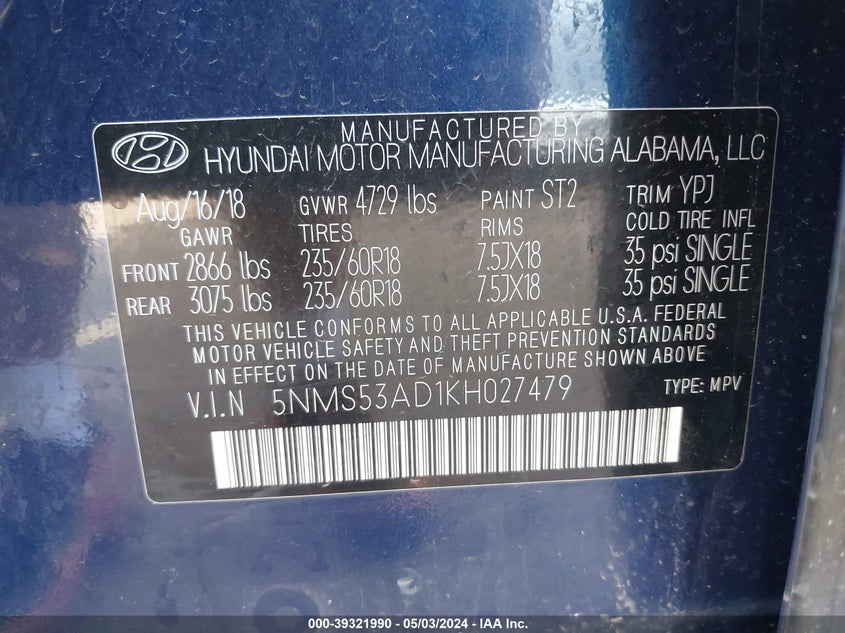 MANUFACTURED BY
HYUNDAI MOTOR MANUFACTURING ALABAMA, LLC
Aug/16/18 GVWR 4729 lbs PAINT ST2 TRIM YPJ
GAWR TIRES RIMS COLD TIRE INFL
FRONT 2866 lbs 235/60R18 7.5JX18 35 psi SINGLE
REAR 3075 lbs 235/60R18 7.5JX18 35 psi SINGLE
THIS VEHICLE CONFORMS TO ALL APPLICABLE U.S.A. FEDERAL
MOTOR VEHICLE SAFETY AND THEFT PREVENTION STANDARDS
IN EFFECT ON THE DATE OF MANUFACTURE SHOWN ABOVE
V.I.N 5NMS53AD1KH027479 TYPE: MPV
000-39321990 - 05/03/2024 - IAA Inc.